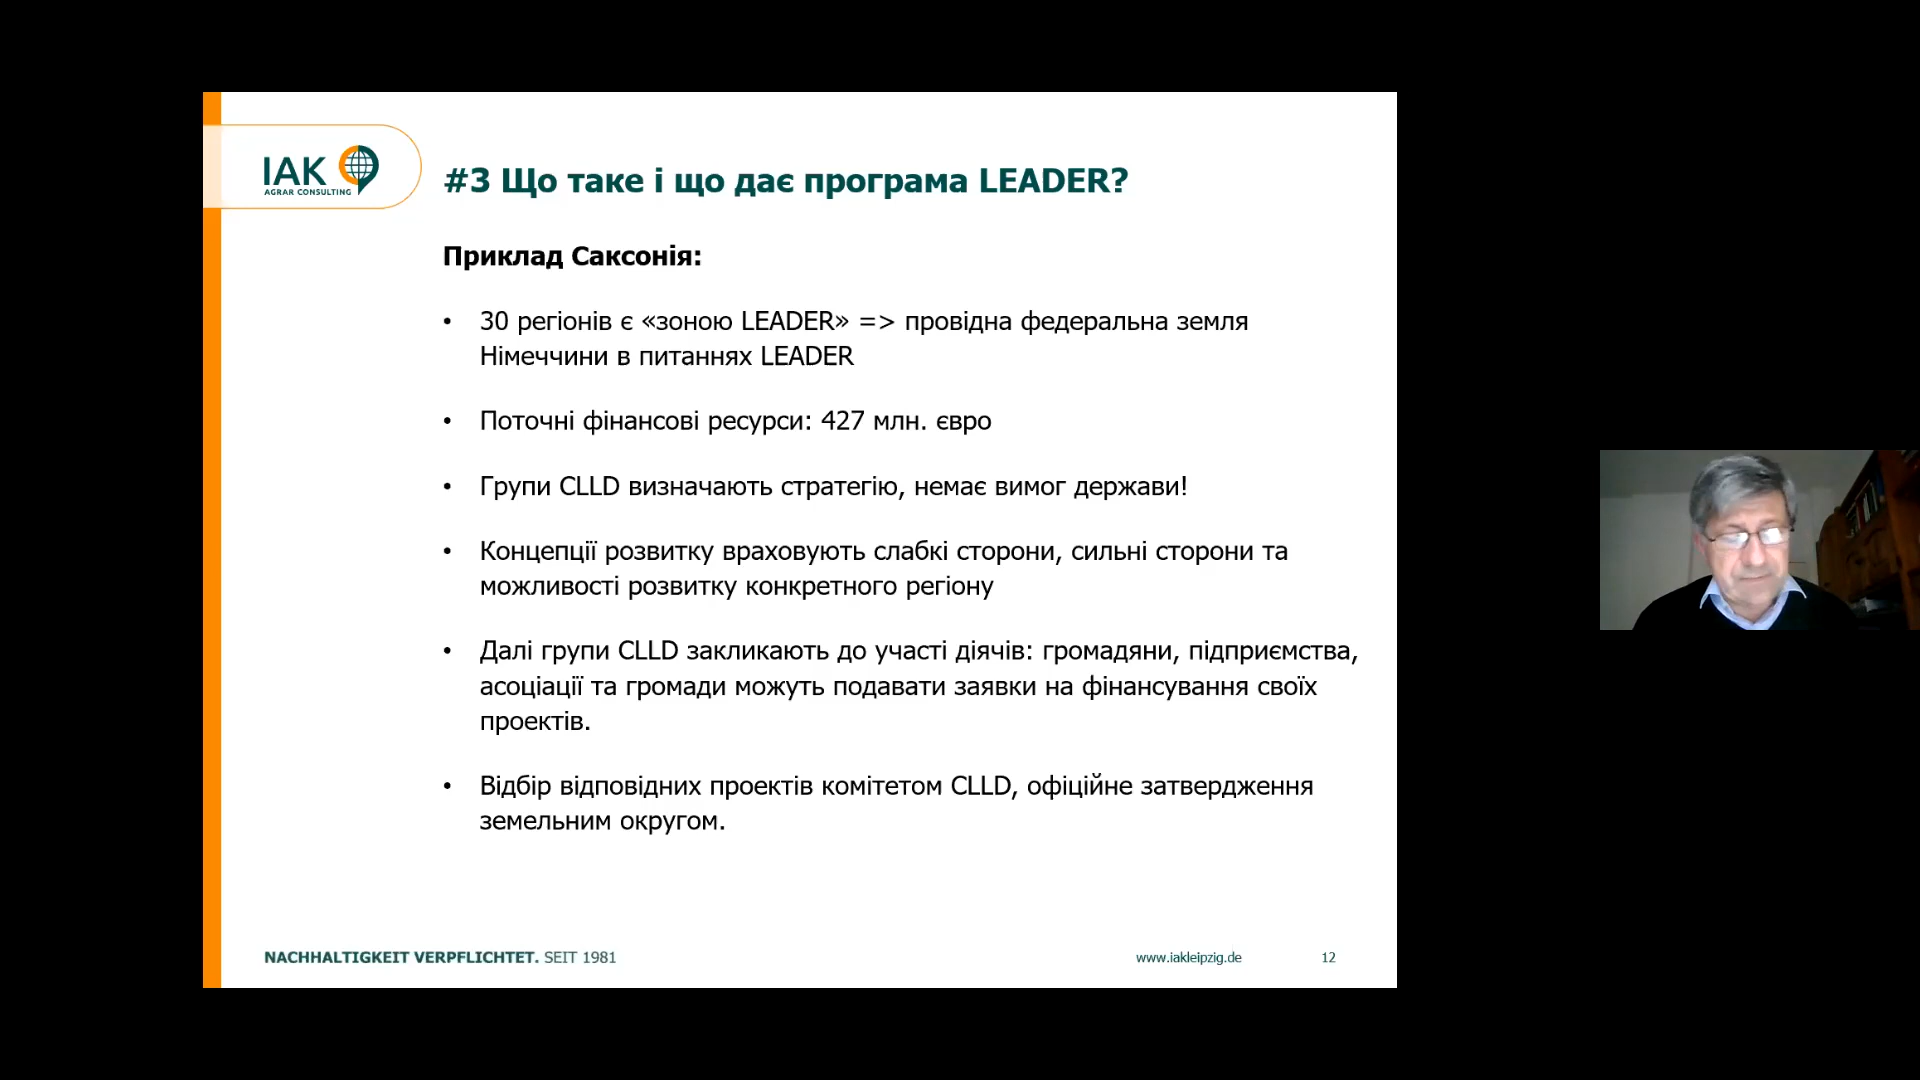 IAK
AGRAR CONSULTING
#3 Що таке і що дає програма LEADER?
Приклад Саксонія:
• 30 регіонів є «зоною LEADER» => провідна федеральна земля
Німеччини в питаннях LEADER
• Поточні фінансові ресурси: 427 млн. євро
• Групи CLLD визначають стратегію, немає вимог держави!
• Концепції розвитку враховують слабкі сторони, сильні сторони та
можливості розвитку конкретного регіону
• Далі групи CLLD закликають до участі діячів: громадяни, підприємства,
асоціації та громади можуть подавати заявки на фінансування своїх
проектів.
• Відбір відповідних проектів комітетом CLLD, офіційне затвердження
земельним округом.
NACHHALTIGKEIT VERPFLICHTET. SEIT 1981
www.iakleipzig.de
12